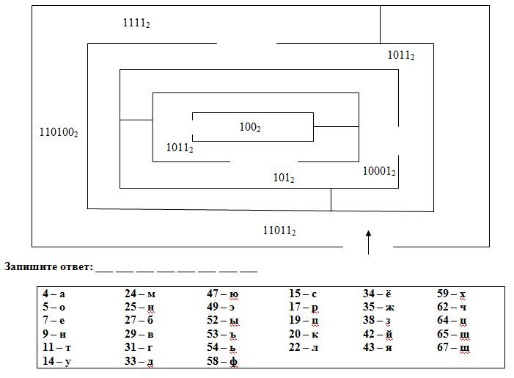 1111₂
1011₂
100₂
110100₂
1011₂
10001₂
101₂
11011₂
Запишите ответ: ___ ___ ___ ___ ___ ___ ___ ___
4 – а 24 – м 47 – ю 15 – с 34 – ё 59 – х
5 – о 25 – н 49 – э 17 – р 35 – ж 62 – ч
7 – е 27 – б 52 – ы 19 – п 38 – з 64 – ц
9 – и 29 – в 53 – ъ 20 – к 42 – й 65 – ш
11 – т 31 – г 54 – ь 22 – л 43 – я 67 – щ
14 – у 33 – д 58 – ф